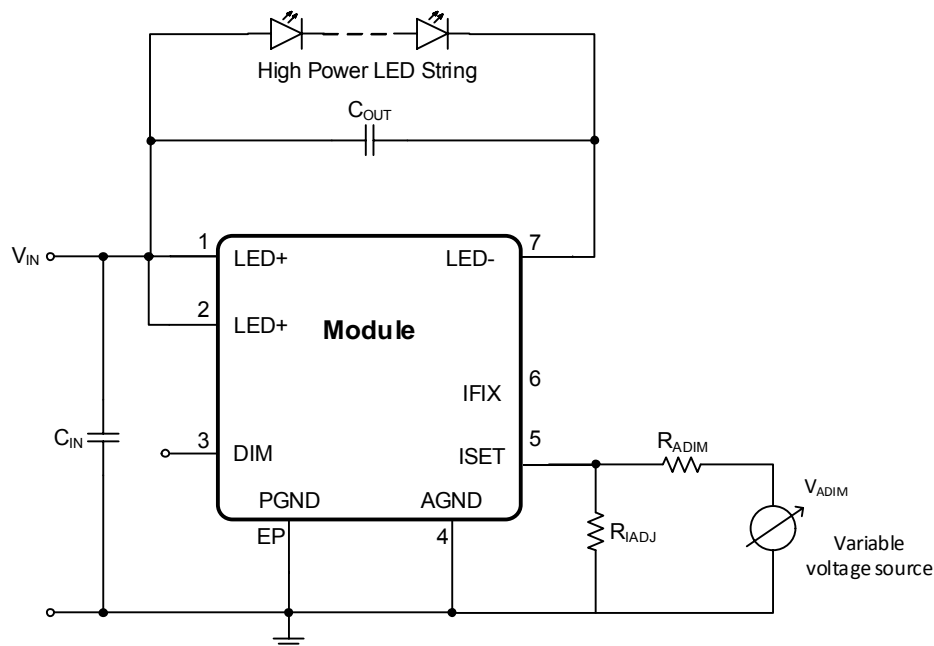 High Power LED String
COUT
VIN
1
LED+
LED-
7
2
LED+
Module
IFIX
6
CIN
3
DIM
ISET
5
RADIM
VADIM
PGND
AGND
EP
4
RIADJ
Variable
voltage source